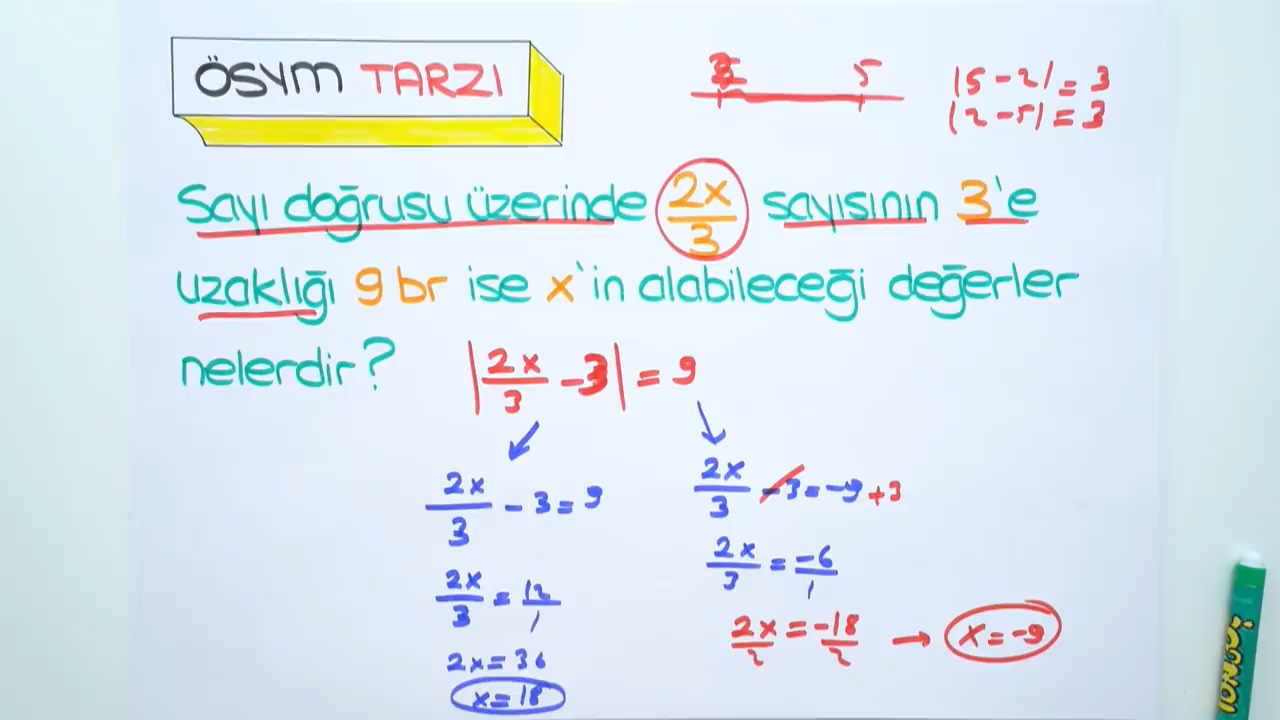 ÖSYM TARZI
5
|5-2| = 3
|2-5| = 3
Sayı doğrusu üzerinde 2x/3 sayısının 3'e
uzaklığı 9 br ise x'in alabileceği değerler
nelerdir?
|2x/3 - 3| = 9
2x/3 - 3 = 9
2x/3 - 3 = -9 + 3
2x/3 = 12/1
2x/3 = -6/1
2x = 36
2x/2 = -18/2 → x = -9
x = 18